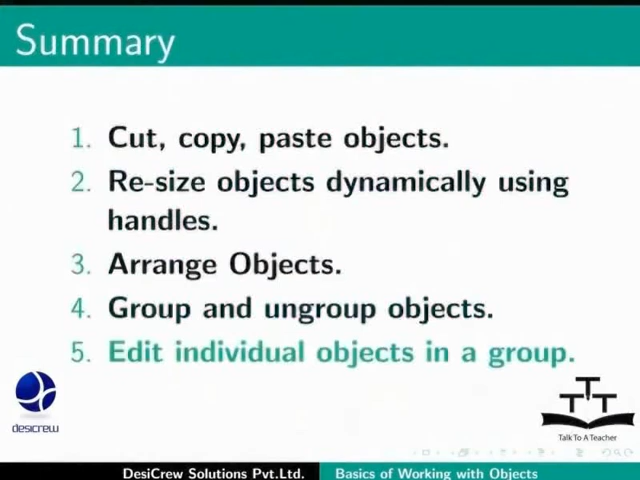 Summary
1. Cut, copy, paste objects.
2. Re-size objects dynamically using
handles.
3. Arrange Objects.
4. Group and ungroup objects.
5. Edit individual objects in a group.
desicrew
TTT
Talk To A Teacher
DesiCrew Solutions Pvt.Ltd. Basics of Working with Objects